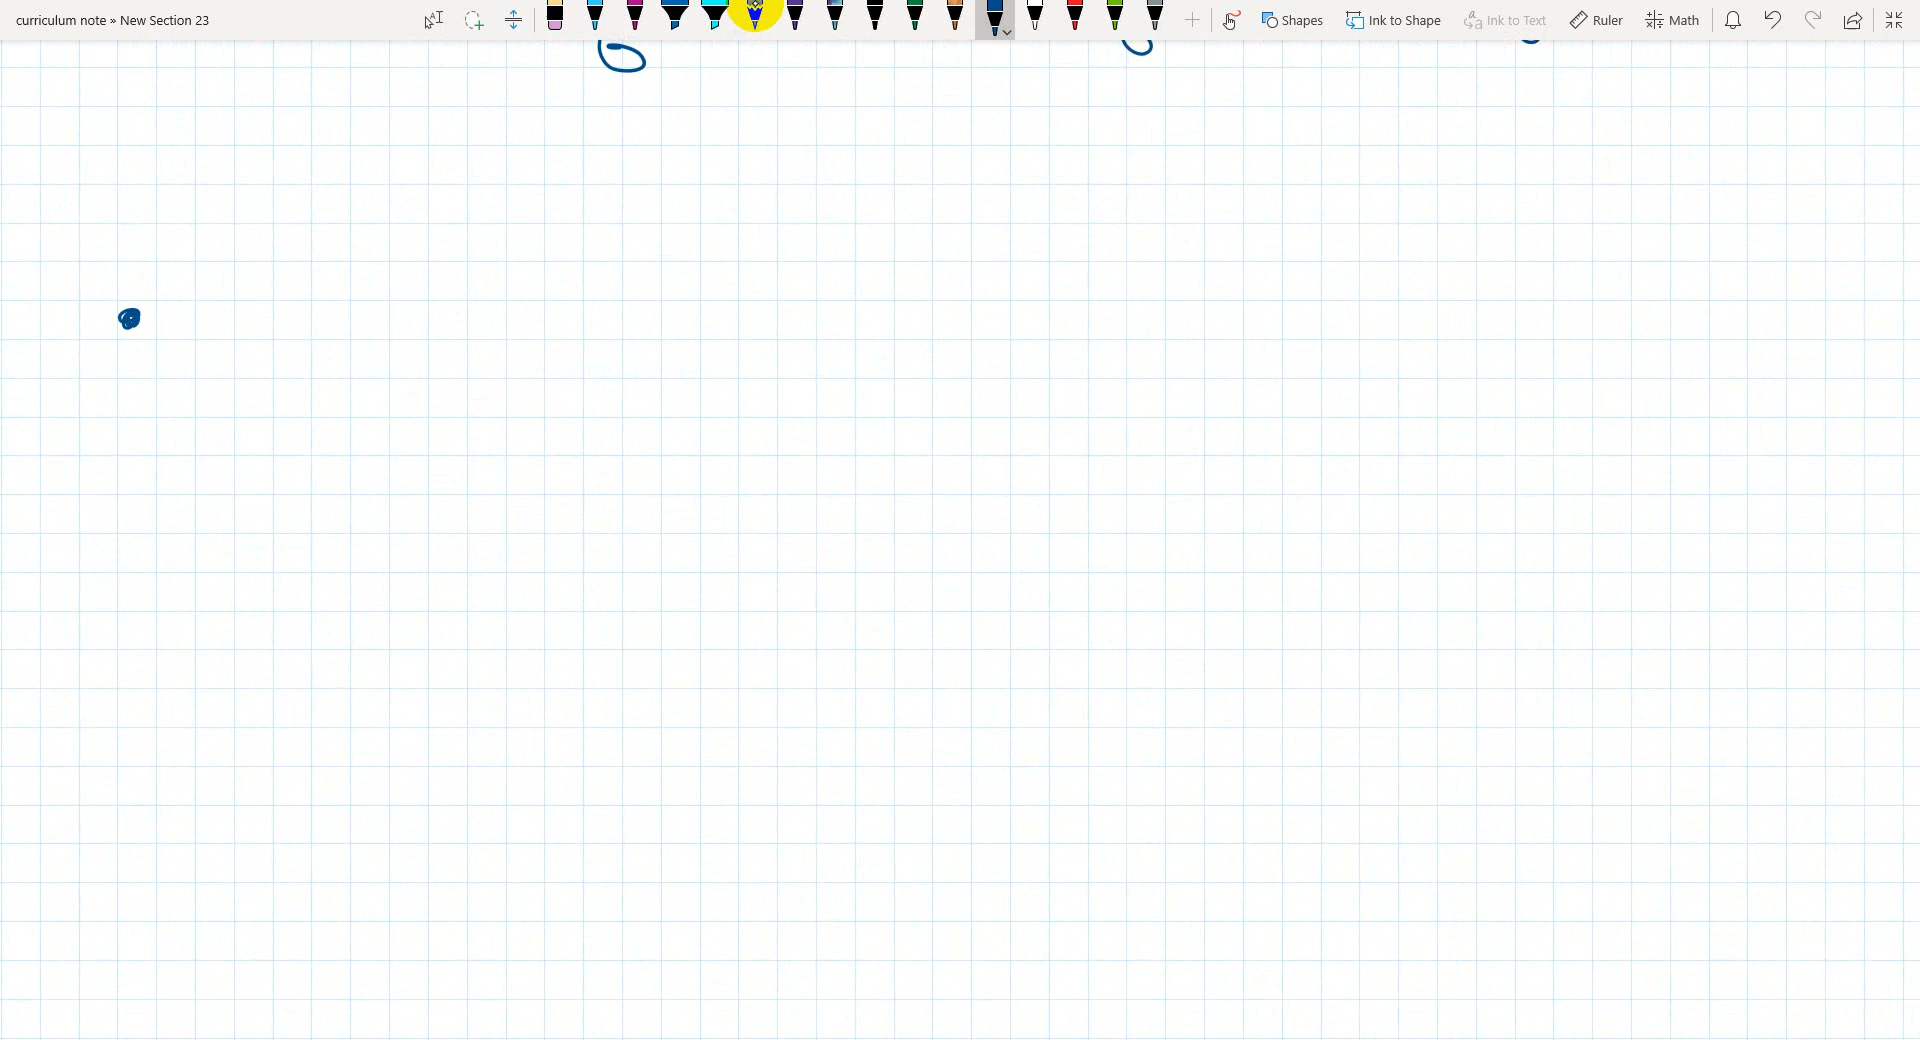 curriculum note » New Section 23 Shapes Ink to Shape Ink to Text Ruler Math